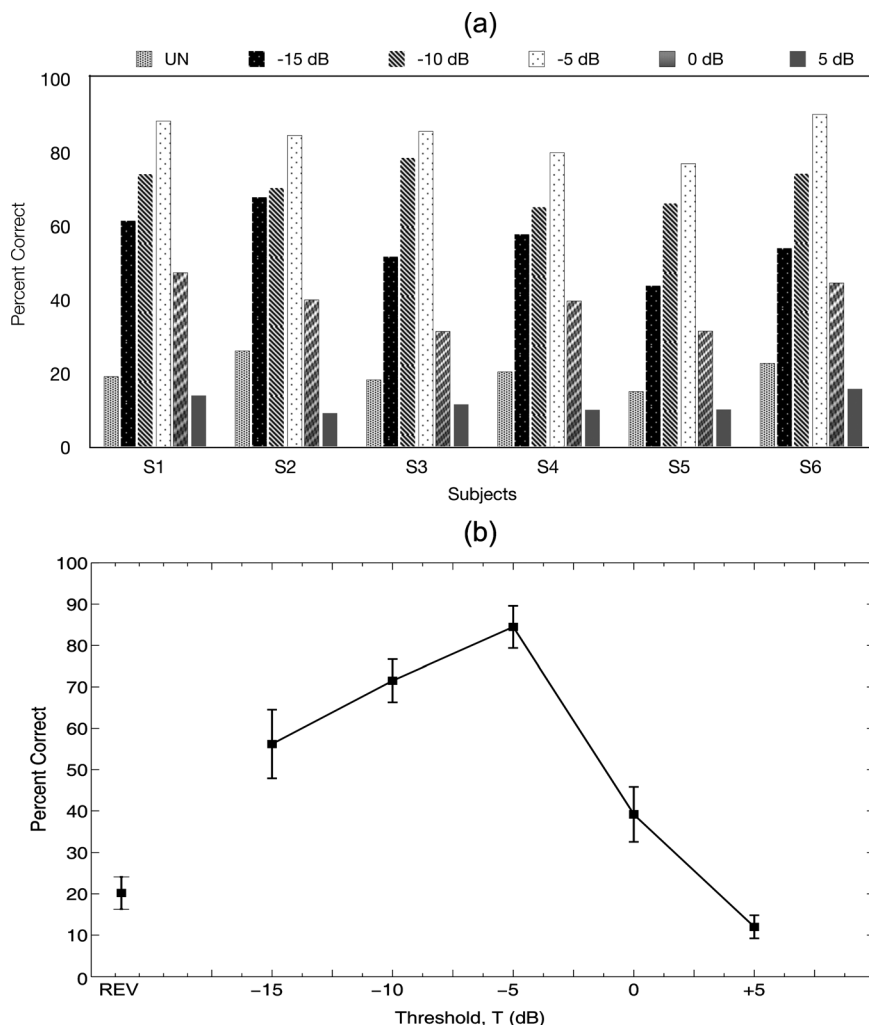 (a)
UN -15 dB -10 dB -5 dB 0 dB 5 dB
100
80
60
40
20
0
Percent Correct
S1 S2 S3 S4 S5 S6
Subjects
(b)
100
90
80
70
60
50
40
30
20
10
0
Percent Correct
REV −15 −10 −5 0 +5
Threshold, T (dB)